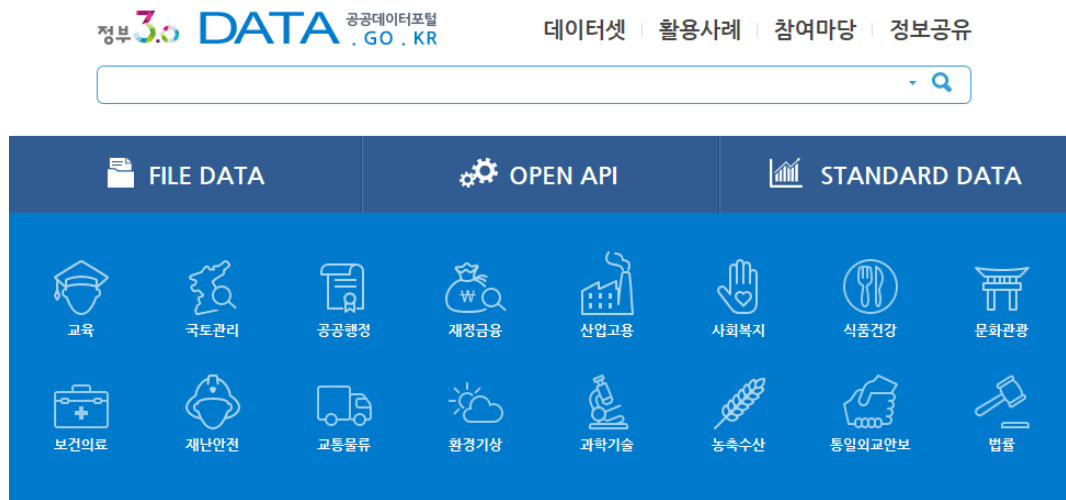 정부3.0 DATA 공공데이터포털
. GO . KR
데이터셋 활용사례 참여마당 정보공유
FILE DATA OPEN API STANDARD DATA
교육 국토관리 공공행정 재정금융 산업고용 사회복지 식품건강 문화관광
보건의료 재난안전 교통물류 환경기상 과학기술 농축수산 통일외교안보 법률